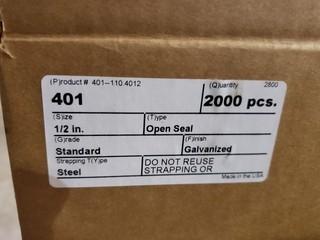 (P)roduct # 401-110.4012 (Q)uantity 2800
401 2000 pcs.
(S)ize (T)ype
1/2 in. Open Seal
(G)rade (F)inish
Standard Galvanized
Strapping T(Y)pe DO NOT REUSE
Steel STRAPPING OR
Made in the USA